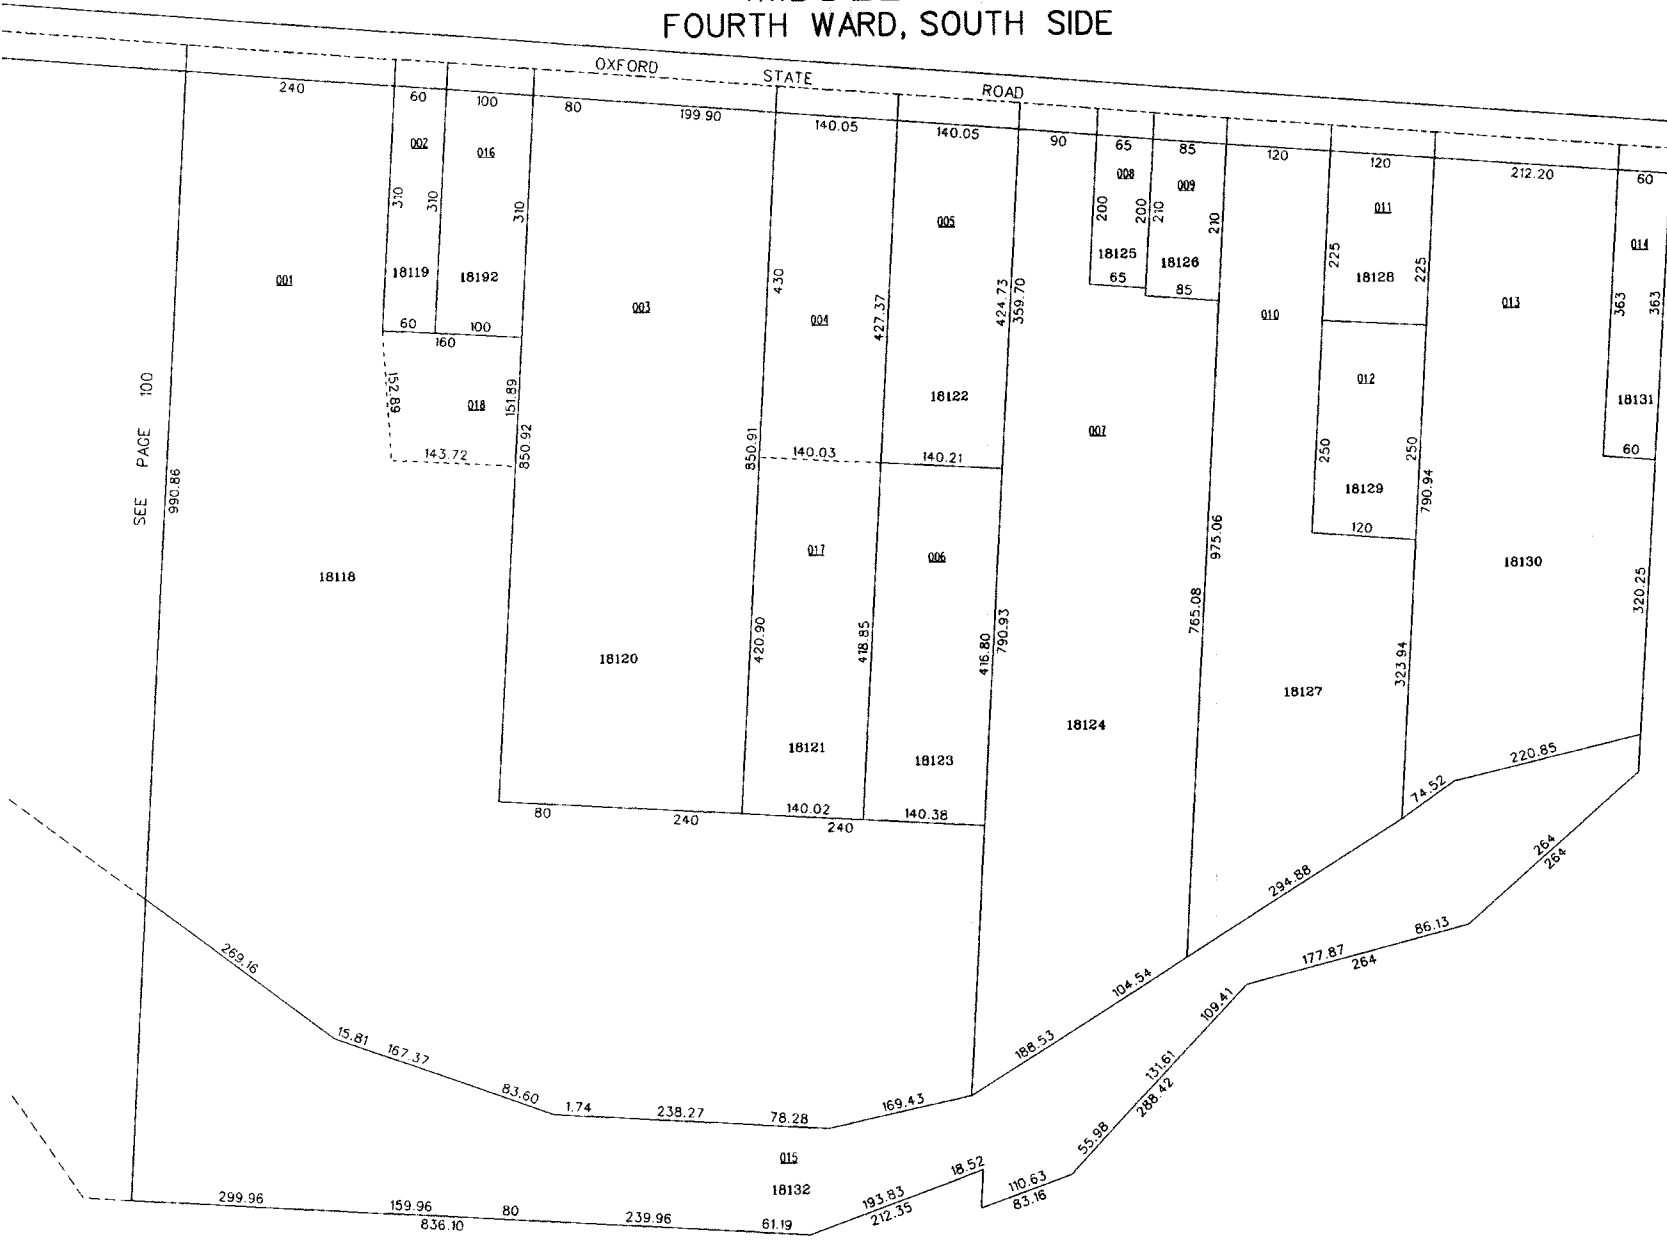 FOURTH WARD, SOUTH SIDE
OXFORD STATE ROAD
240 60 100 80 199.90 140.05 140.05 90 65 85 120 120 212.20 60
002 016 008 009 011 014
310 310 310 200 200 210 210 225 225
001 18119 18192 003 430 004 427.37 005 424.73 359.70 18125 18126 010 18128 013 363 363
65 85
60 100
160
152.89 018 151.89 18122 007 012 18131
143.72 850.92 850.91 140.03 140.21 250 250 60
SEE PAGE 100
990.86 18129 790.94
017 006 975.06 120 18130
18118 320.25
18120 420.90 418.85 416.80 790.93 765.08 323.94
18127
18124
18121 18123
80 240 140.02 240 140.38 74.52 220.85
264
264
294.88
269.16 104.54 177.87 86.13
264
109.41
15.81 167.37 188.53
131.61
288.42
83.60 1.74 238.27 78.28 169.43
55.98
015
18132 18.52
110.63
83.16
299.96 159.96 80 239.96 61.19 193.83
836.10 212.35